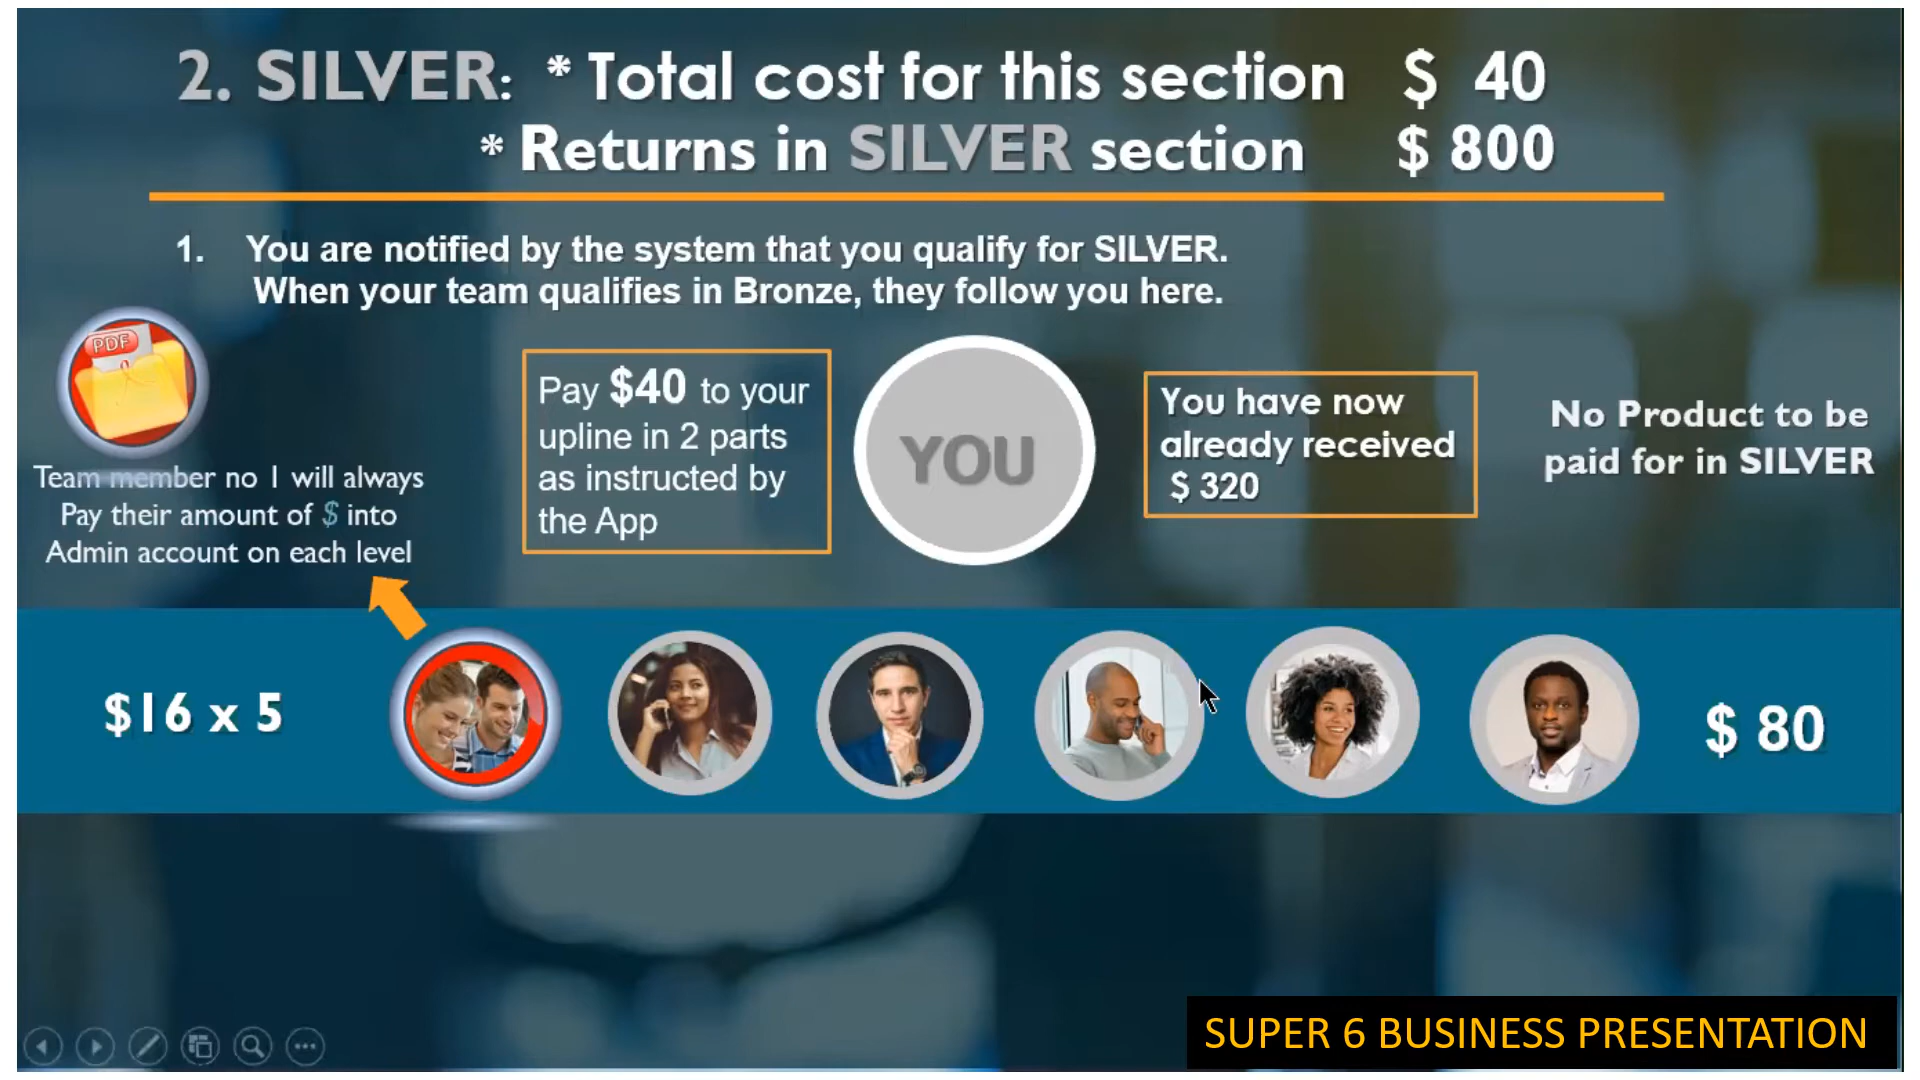 2. SILVER: * Total cost for this section $ 40
* Returns in SILVER section $ 800
1. You are notified by the system that you qualify for SILVER.
When your team qualifies in Bronze, they follow you here.
PDF
Team member no 1 will always
Pay their amount of $ into
Admin account on each level
Pay $40 to your
upline in 2 parts
as instructed by
the App
YOU
You have now
already received
$ 320
No Product to be
paid for in SILVER
$16 x 5
$ 80
SUPER 6 BUSINESS PRESENTATION